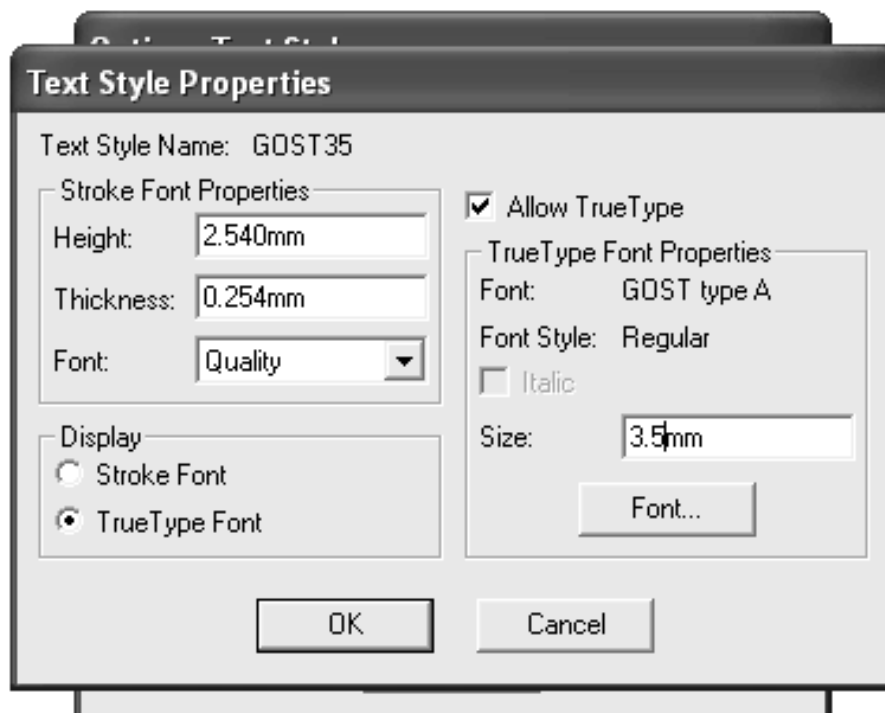 Text Style Properties
Text Style Name: GOST35
Stroke Font Properties
Height: 2.540mm
Thickness: 0.254mm
Font: Quality
Display
Stroke Font
TrueType Font
Allow TrueType
TrueType Font Properties
Font: GOST type A
Font Style: Regular
Italic
Size: 3.5mm
Font...
OK
Cancel